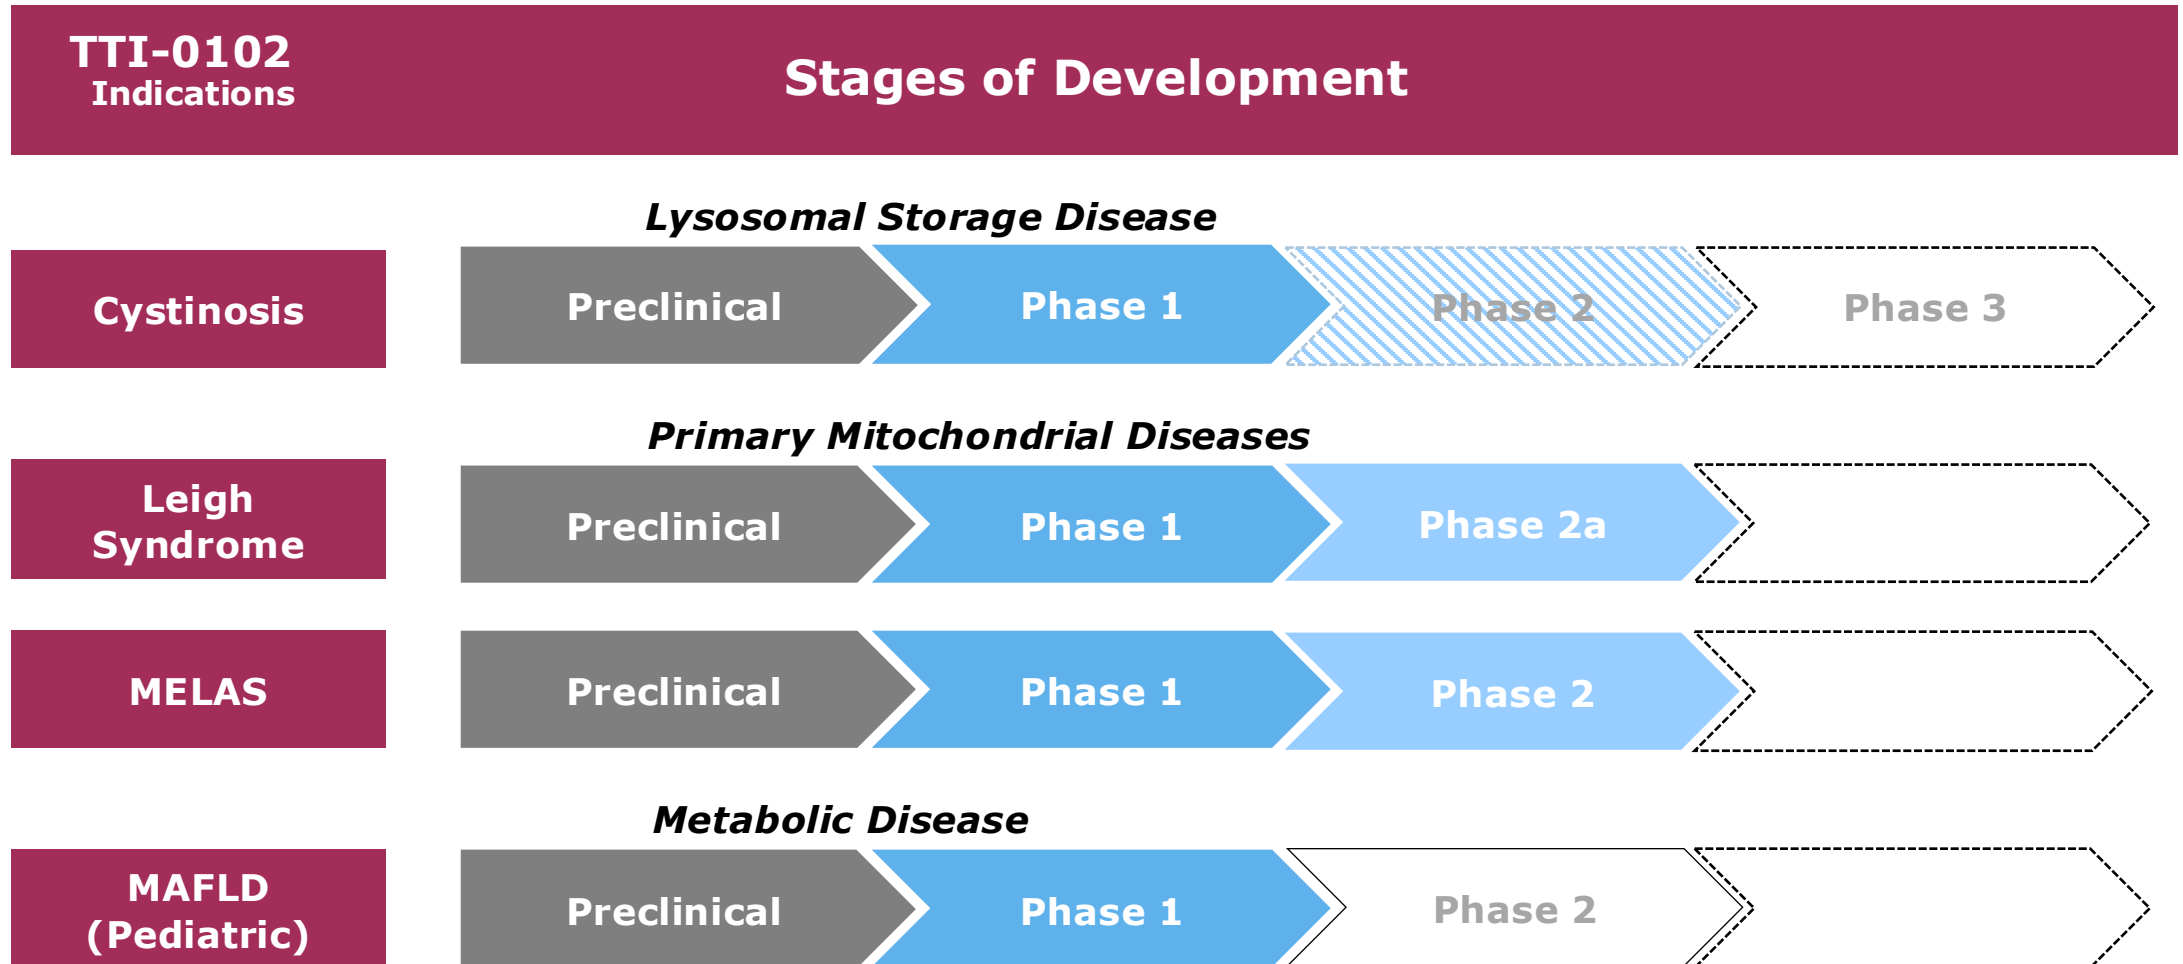 TTI-0102
Indications
Stages of Development
Lysosomal Storage Disease
Cystinosis
Preclinical
Phase 1
Phase 2
Phase 3
Primary Mitochondrial Diseases
Leigh
Syndrome
Preclinical
Phase 1
Phase 2a
MELAS
Preclinical
Phase 1
Phase 2
Metabolic Disease
MAFLD
(Pediatric)
Preclinical
Phase 1
Phase 2